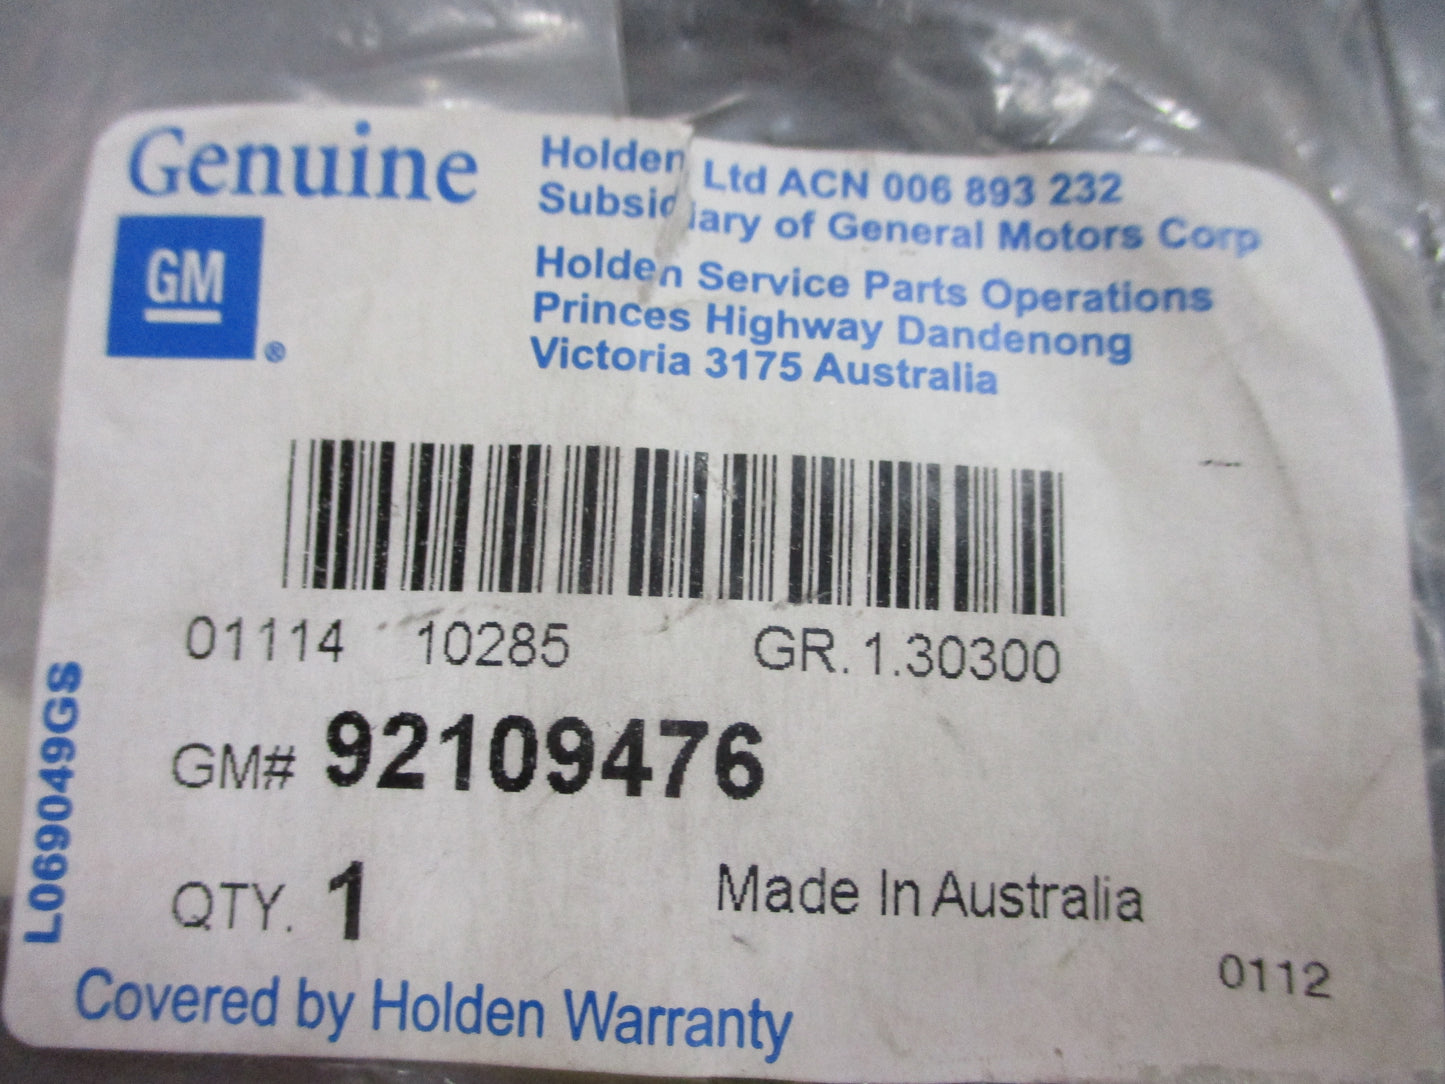 Genuine
GM
®
Holden Ltd ACN 006 893 232
Subsidiary of General Motors Corp
Holden Service Parts Operations
Princes Highway Dandenong
Victoria 3175 Australia
01114 10285 GR. 1.30300
GM# 92109476
QTY. 1 Made In Australia
0112
Covered by Holden Warranty
L069049GS